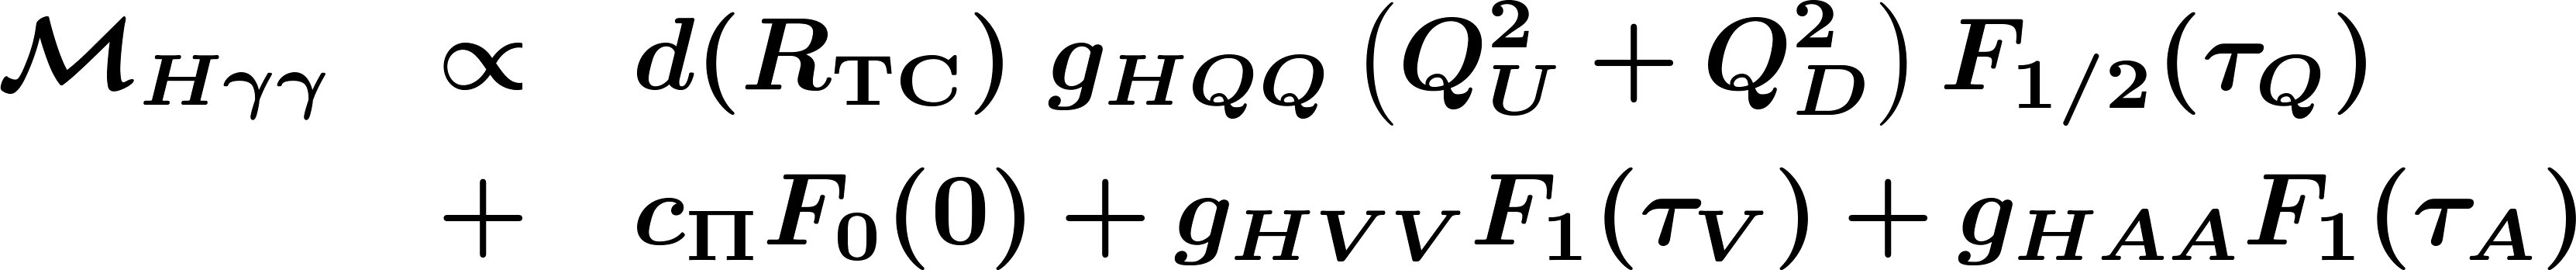 $\mathcal{M}_{H\gamma\gamma} \propto d(R_{\mathrm{TC}}) \, g_{HQQ} \left(Q_U^2 + Q_D^2\right) F_{1/2}(\tau_Q)$
$+ \, c_{\Pi} F_0(0) + g_{HVV} F_1(\tau_V) + g_{HAA} F_1(\tau_A)$